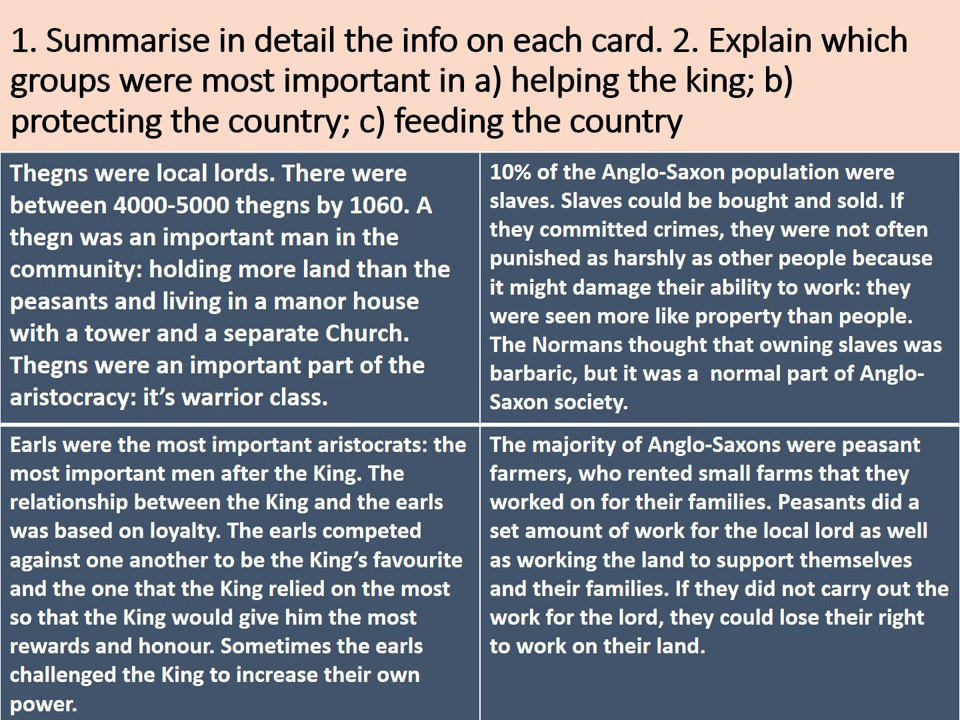 1. Summarise in detail the info on each card. 2. Explain which
groups were most important in a) helping the king; b)
protecting the country; c) feeding the country
Thegns were local lords. There were
between 4000-5000 thegns by 1060. A
thegn was an important man in the
community: holding more land than the
peasants and living in a manor house
with a tower and a separate Church.
Thegns were an important part of the
aristocracy: it’s warrior class.
10% of the Anglo-Saxon population were
slaves. Slaves could be bought and sold. If
they committed crimes, they were not often
punished as harshly as other people because
it might damage their ability to work: they
were seen more like property than people.
The Normans thought that owning slaves was
barbaric, but it was a normal part of Anglo-
Saxon society.
Earls were the most important aristocrats: the
most important men after the King. The
relationship between the King and the earls
was based on loyalty. The earls competed
against one another to be the King’s favourite
and the one that the King relied on the most
so that the King would give him the most
rewards and honour. Sometimes the earls
challenged the King to increase their own
power.
The majority of Anglo-Saxons were peasant
farmers, who rented small farms that they
worked on for their families. Peasants did a
set amount of work for the local lord as well
as working the land to support themselves
and their families. If they did not carry out the
work for the lord, they could lose their right
to work on their land.